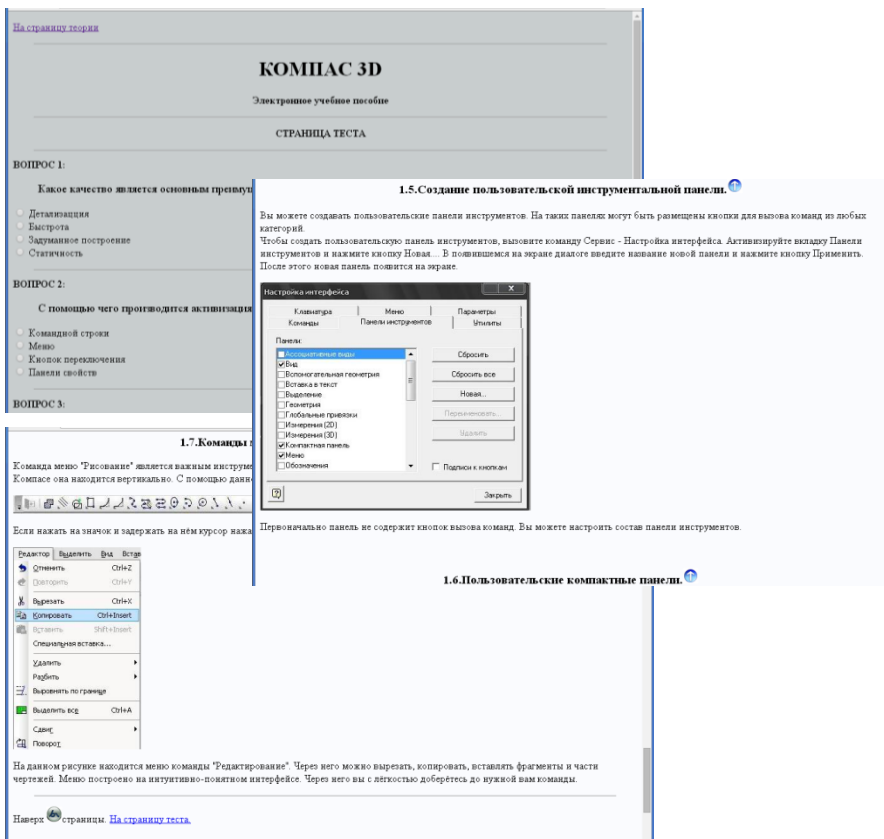 На страницу теории
КОМПАС 3D
Электронное учебное пособие
СТРАНИЦА ТЕСТА
ВОПРОС 1:
Какое качество является основным преимущ
Детализацция
Быстрота
Задуманное построение
Статичность
ВОПРОС 2:
С помощью чего производится активизация
Командной строки
Меню
Кнопок переключения
Панели свойств
ВОПРОС 3:
1.5.Создание пользовательской инструментальной панели.
Вы можете создавать пользовательские панели инструментов. На таких панелях могут быть размещены кнопки для вызова команд из любых
категорий.
Чтобы создать пользовательскую панель инструментов, вызовите команду Сервис - Настройка интерфейса. Активизируйте вкладку Панели
инструментов и нажмите кнопку Новая.... В появившемся на экране диалоге введите название новой панели и нажмите кнопку Применить.
После этого новая панель появится на экране.
Настройка интерфейса
Клавиатура Меню Параметры
Команды Панели инструментов Утилиты
Панели:
Ассоциативные виды
Вид
Вспомогательная геометрия
Вставка в текст
Выделение
Геометрия
Глобальные привязки
Измерения (2D)
Измерения (3D)
Компактная панель
Меню
Обозначения
Сбросить
Сбросить все
Новая...
Переименовать...
Удалить
Подписи к кнопкам
Закрыть
Первоначально панель не содержит кнопок вызова команд. Вы можете настроить состав панели инструментов.
1.6.Пользовательские компактные панели.
1.7.Команды
Команда меню "Рисование" является важным инструме
Компасе она находится вертикально. С помощью данн
Если нажать на значок и задержать на нём курсор нажа
Редактор Выделить Вид Встав
Отменить Ctrl+Z
Повторить Ctrl+Y
Вырезать Ctrl+X
Копировать Ctrl+Insert
Вставить Shift+Insert
Специальная вставка...
Удалить
Разбить
Выровнять по границе
Выделить все Ctrl+A
Сдвиг
Поворот
На данном рисунке находится меню команды "Редактирование". Через него можно вырезать, копировать, вставлять фрагменты и части
чертежей. Меню построено на интуитивно-понятном интерфейсе. Через него вы с лёгкостью доберётесь до нужной вам команды.
Наверх страницы. На страницу теста.